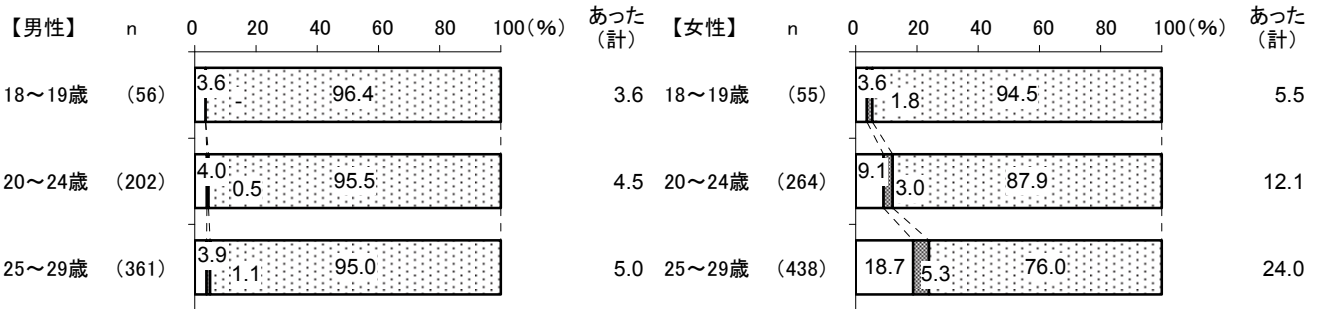 【男性】 n 0 20 40 60 80 100(%) あった(計)
18～19歳 (56) 3.6 - 96.4 3.6
20～24歳 (202) 4.0 0.5 95.5 4.5
25～29歳 (361) 3.9 1.1 95.0 5.0
【女性】 n 0 20 40 60 80 100(%) あった(計)
18～19歳 (55) 3.6 1.8 94.5 5.5
20～24歳 (264) 9.1 3.0 87.9 12.1
25～29歳 (438) 18.7 5.3 76.0 24.0